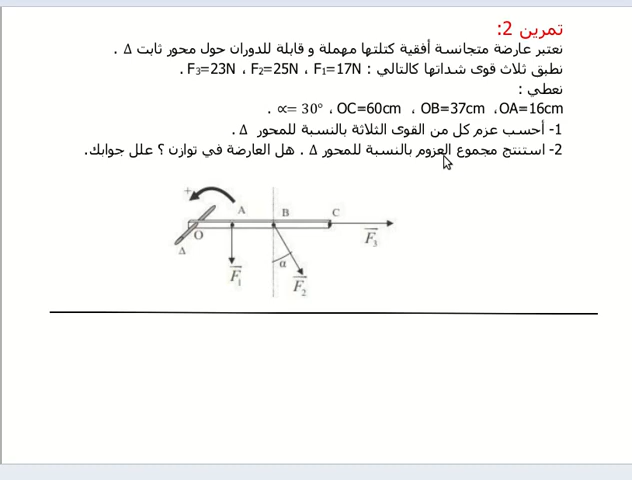 تمرين 2:
نعتبر عارضة متجانسة أفقية كتلتها مهملة و قابلة للدوران حول محور ثابت Δ .
نطبق ثلاث قوى شداتها كالتالي : F₁=17N ، F₂=25N ، F₃=23N .
نعطي :
OA=16cm ، OB=37cm ، OC=60cm ، ∝= 30° .
1- أحسب عزم كل من القوى الثلاثة بالنسبة للمحور Δ .
2- استنتج مجموع العزوم بالنسبة للمحور Δ . هل العارضة في توازن ؟ علل جوابك.
+
A B C
O
Δ
F₃
α
F₁
F₂